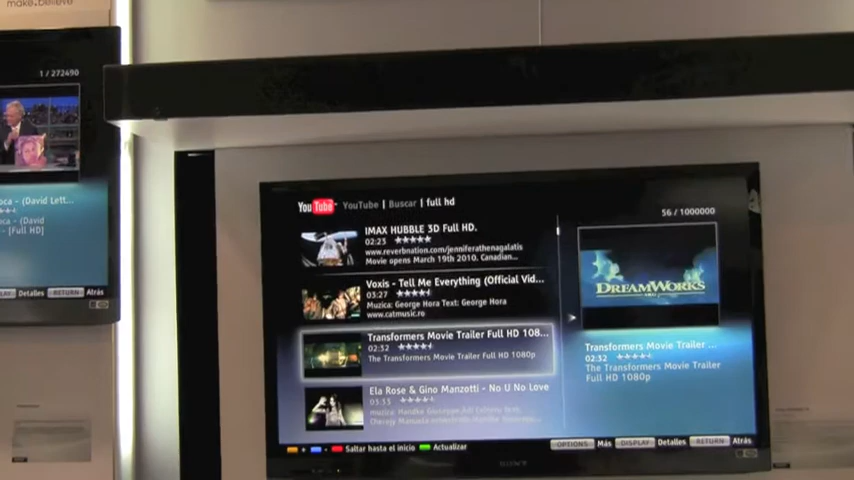 make.believe
1 / 272490
oca - (David Lett...
oca - (David
- [Full HD]
Detalles RETURN Atrás
YouTube YouTube | Buscar | full hd
56 / 1000000
IMAX HUBBLE 3D Full HD.
02:23
www.reverbnation.com/jenniferathenagalatis
Movie opens March 19th 2010. Canadian...
Voxis - Tell Me Everything (Official Vid...
03:27
Muzica: George Hora Text: George Hora
www.catmusic.ro
Transformers Movie Trailer Full HD 108...
02:32
The Transformers Movie Trailer Full HD 1080p
Ela Rose & Gino Manzotti - No U No Love
03:33
DREAMWORKS
Transformers Movie Trailer ...
02:32
The Transformers Movie Trailer
Full HD 1080p
Saltar hasta el inicio Actualizar
OPTIONS Más DISPLAY Detalles RETURN Atrás
SONY